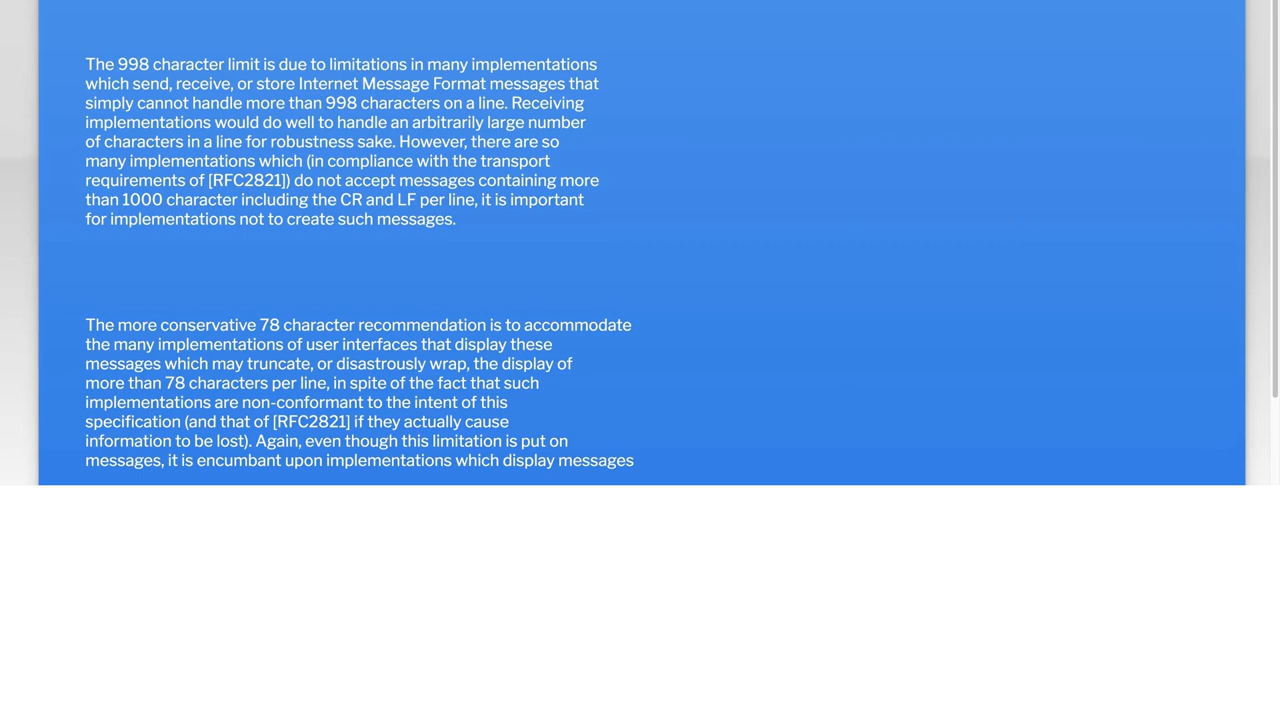 The 998 character limit is due to limitations in many implementations
which send, receive, or store Internet Message Format messages that
simply cannot handle more than 998 characters on a line. Receiving
implementations would do well to handle an arbitrarily large number
of characters in a line for robustness sake. However, there are so
many implementations which (in compliance with the transport
requirements of [RFC2821]) do not accept messages containing more
than 1000 character including the CR and LF per line, it is important
for implementations not to create such messages.
The more conservative 78 character recommendation is to accommodate
the many implementations of user interfaces that display these
messages which may truncate, or disastrously wrap, the display of
more than 78 characters per line, in spite of the fact that such
implementations are non-conformant to the intent of this
specification (and that of [RFC2821] if they actually cause
information to be lost). Again, even though this limitation is put on
messages, it is encumbant upon implementations which display messages